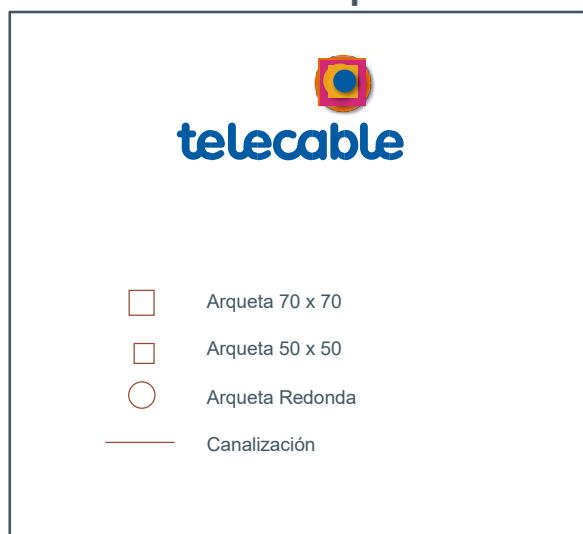 telecable
Arqueta 70 x 70
Arqueta 50 x 50
Arqueta Redonda
Canalización